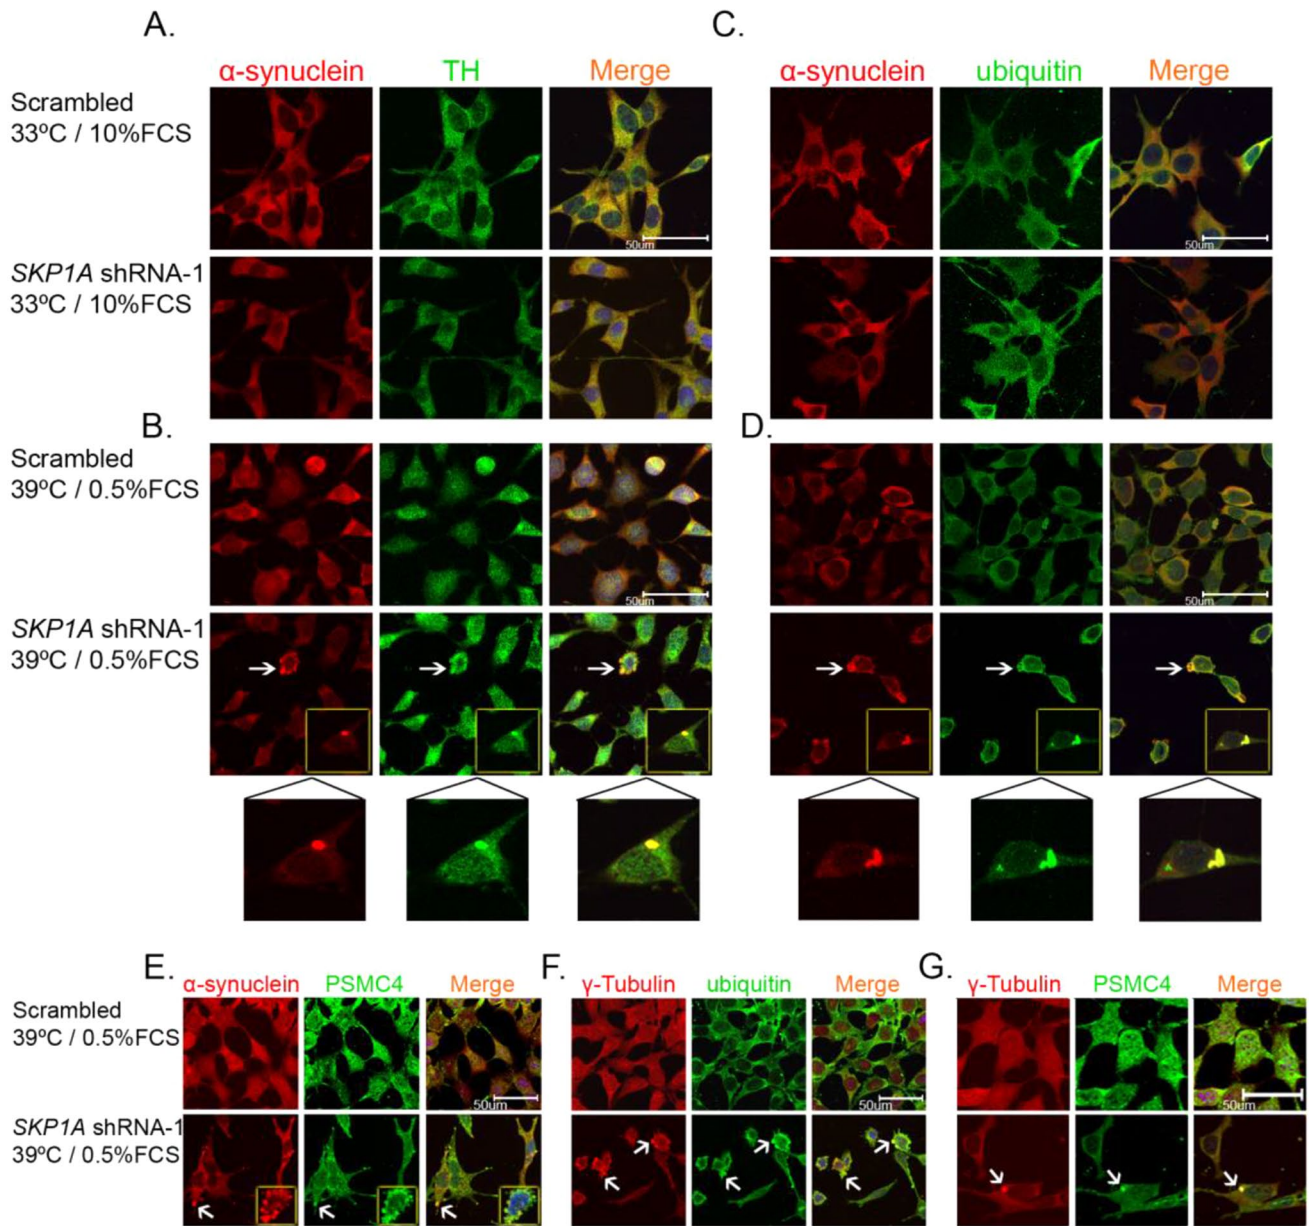 A.
C.
α-synuclein TH Merge
α-synuclein ubiquitin Merge
Scrambled
33ºC / 10%FCS
50um
50um
SKP1A shRNA-1
33ºC / 10%FCS
B.
D.
Scrambled
39ºC / 0.5%FCS
50um
50um
SKP1A shRNA-1
39ºC / 0.5%FCS
E.
F.
G.
α-synuclein PSMC4 Merge
γ-Tubulin ubiquitin Merge
γ-Tubulin PSMC4 Merge
Scrambled
39ºC / 0.5%FCS
50um
50um
50um
SKP1A shRNA-1
39ºC / 0.5%FCS